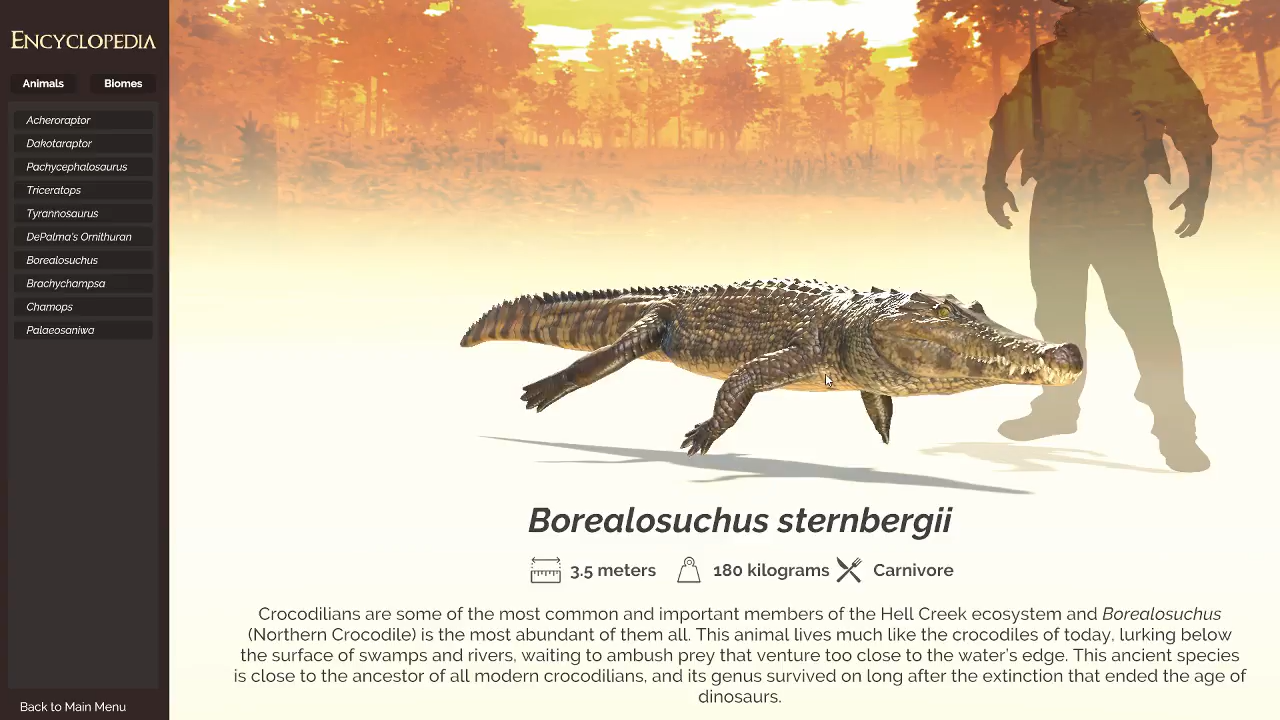 ENCYCLOPEDIA
Animals Biomes
Acheroraptor
Dakotaraptor
Pachycephalosaurus
Triceratops
Tyrannosaurus
DePalma's Ornithuran
Borealosuchus
Brachychampsa
Chamops
Palaeosaniwa
Back to Main Menu
Borealosuchus sternbergii
3.5 meters 180 kilograms Carnivore
Crocodilians are some of the most common and important members of the Hell Creek ecosystem and Borealosuchus
(Northern Crocodile) is the most abundant of them all. This animal lives much like the crocodiles of today, lurking below
the surface of swamps and rivers, waiting to ambush prey that venture too close to the water's edge. This ancient species
is close to the ancestor of all modern crocodilians, and its genus survived on long after the extinction that ended the age of
dinosaurs.